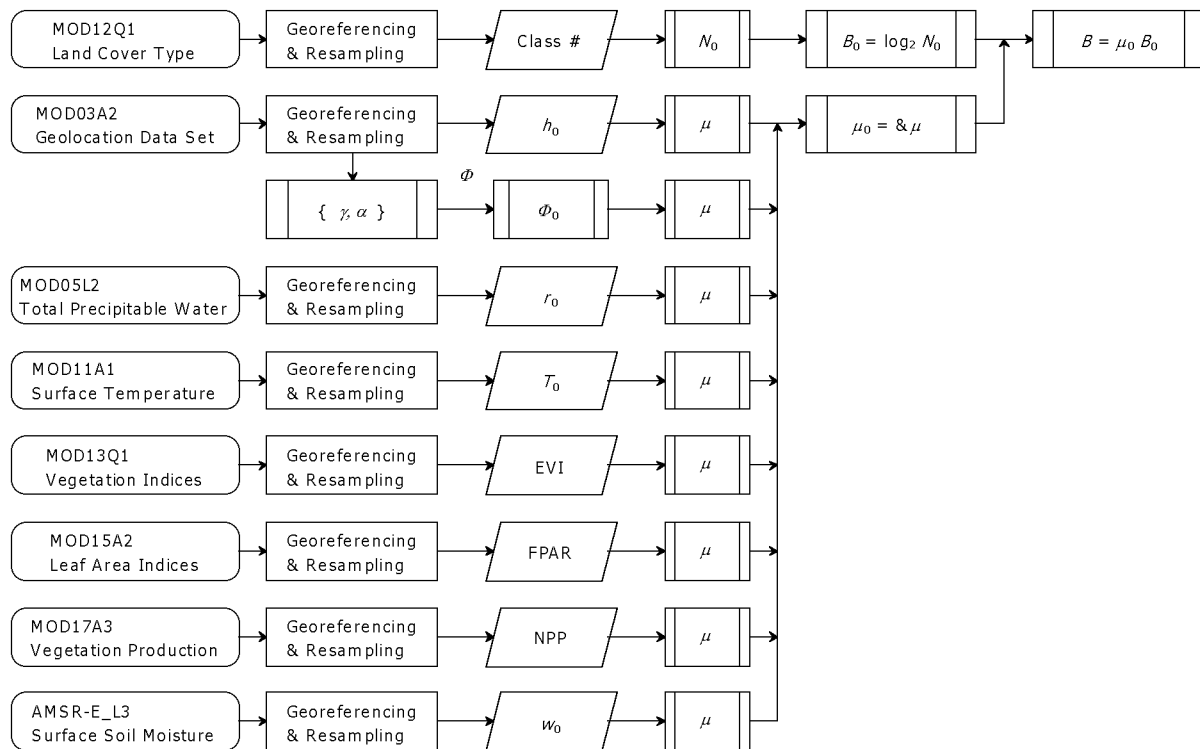 MOD12Q1
Land Cover Type
Georeferencing
& Resampling
Class #
N₀
B₀ = log₂ N₀
B = μ₀ B₀
MOD03A2
Geolocation Data Set
Georeferencing
& Resampling
h₀
μ
μ₀ = & μ
{ γ, α }
Φ
Φ₀
μ
MOD05L2
Total Precipitable Water
Georeferencing
& Resampling
r₀
μ
MOD11A1
Surface Temperature
Georeferencing
& Resampling
T₀
μ
MOD13Q1
Vegetation Indices
Georeferencing
& Resampling
EVI
μ
MOD15A2
Leaf Area Indices
Georeferencing
& Resampling
FPAR
μ
MOD17A3
Vegetation Production
Georeferencing
& Resampling
NPP
μ
AMSR-E_L3
Surface Soil Moisture
Georeferencing
& Resampling
w₀
μ